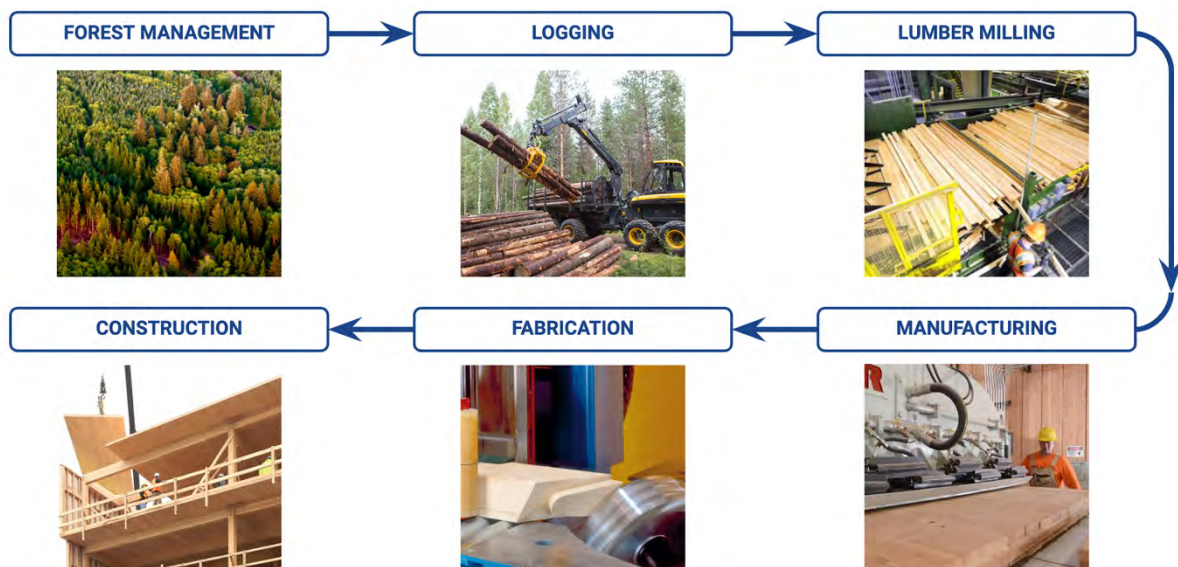 FOREST MANAGEMENT
LOGGING
LUMBER MILLING
MANUFACTURING
FABRICATION
CONSTRUCTION
R